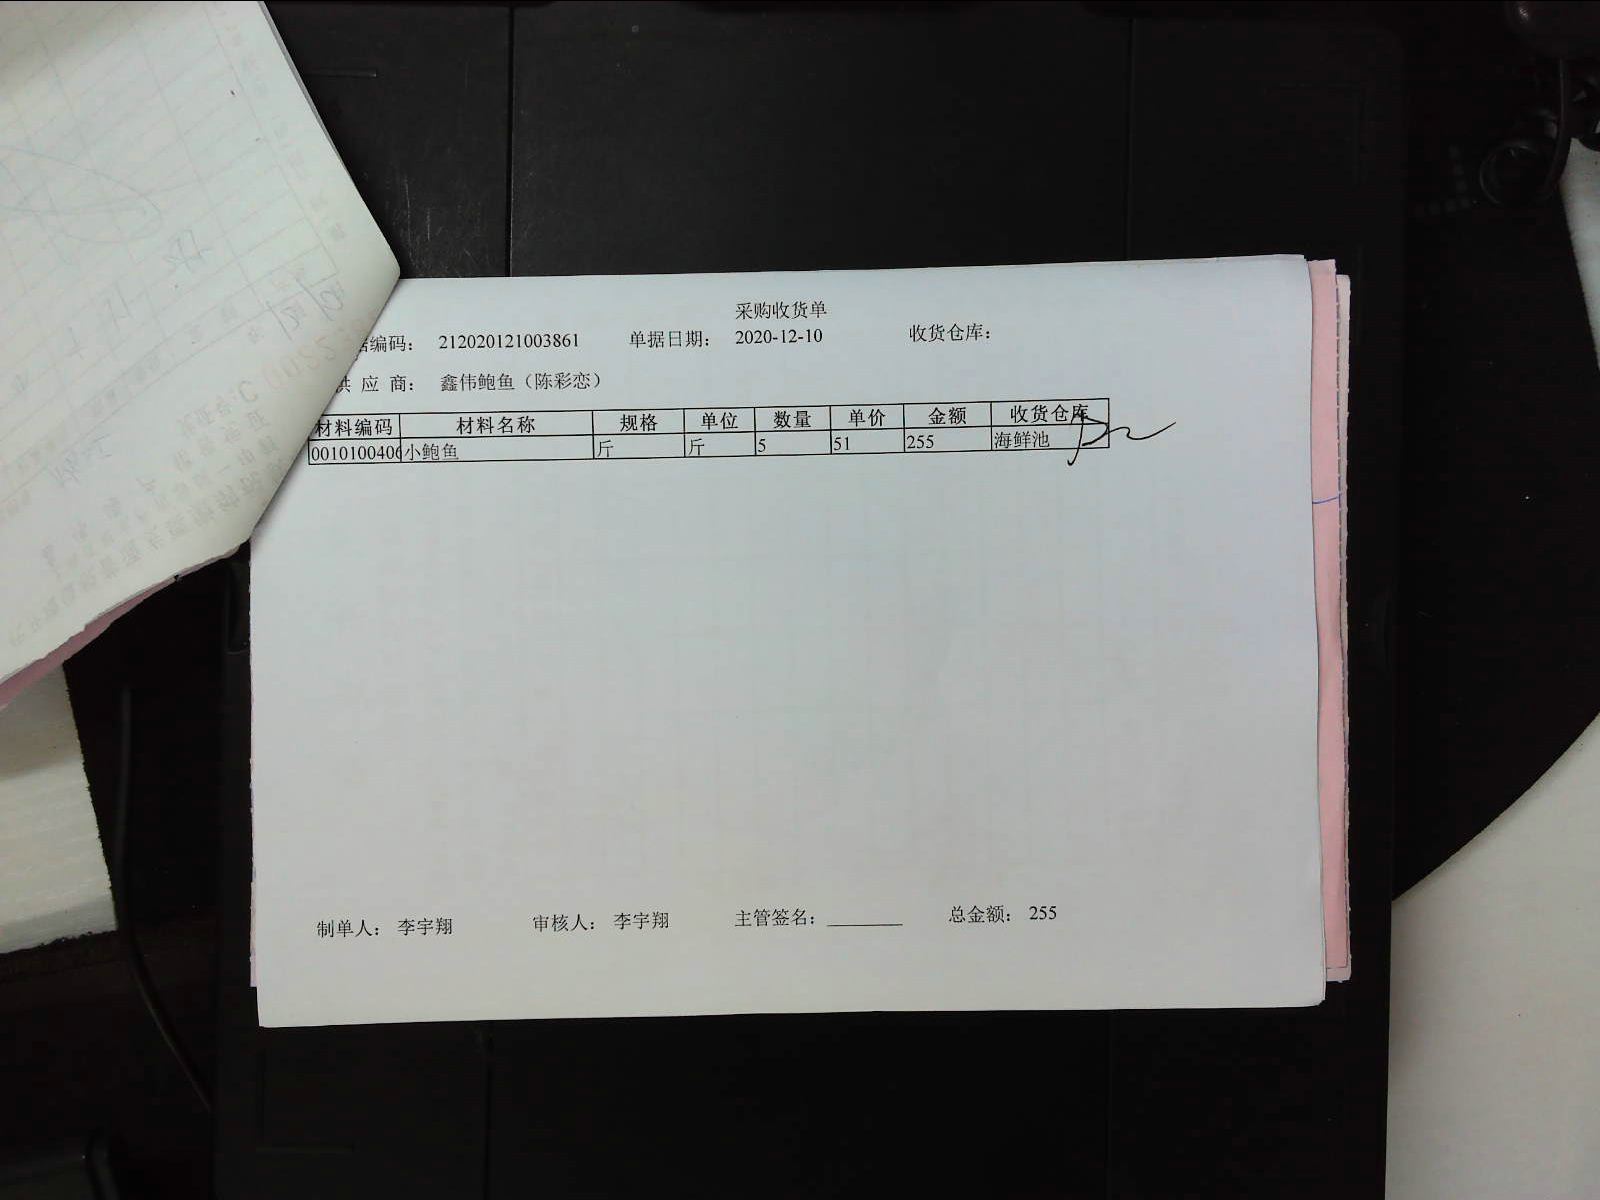 采购收货单
据编码： 212020121003861 单据日期： 2020-12-10 收货仓库：
供 应 商： 鑫伟鲍鱼（陈彩恋）
材料编码 材料名称 规格 单位 数量 单价 金额 收货仓库
0010100406 小鲍鱼 斤 斤 5 51 255 海鲜池
制单人： 李宇翔 审核人： 李宇翔 主管签名： ________ 总金额： 255